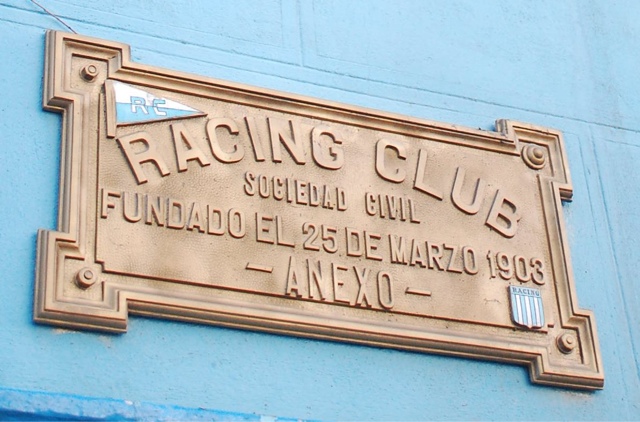 RC
RACING CLUB
SOCIEDAD CIVIL
FUNDADO EL 25 DE MARZO 1903
- ANEXO -
RACING